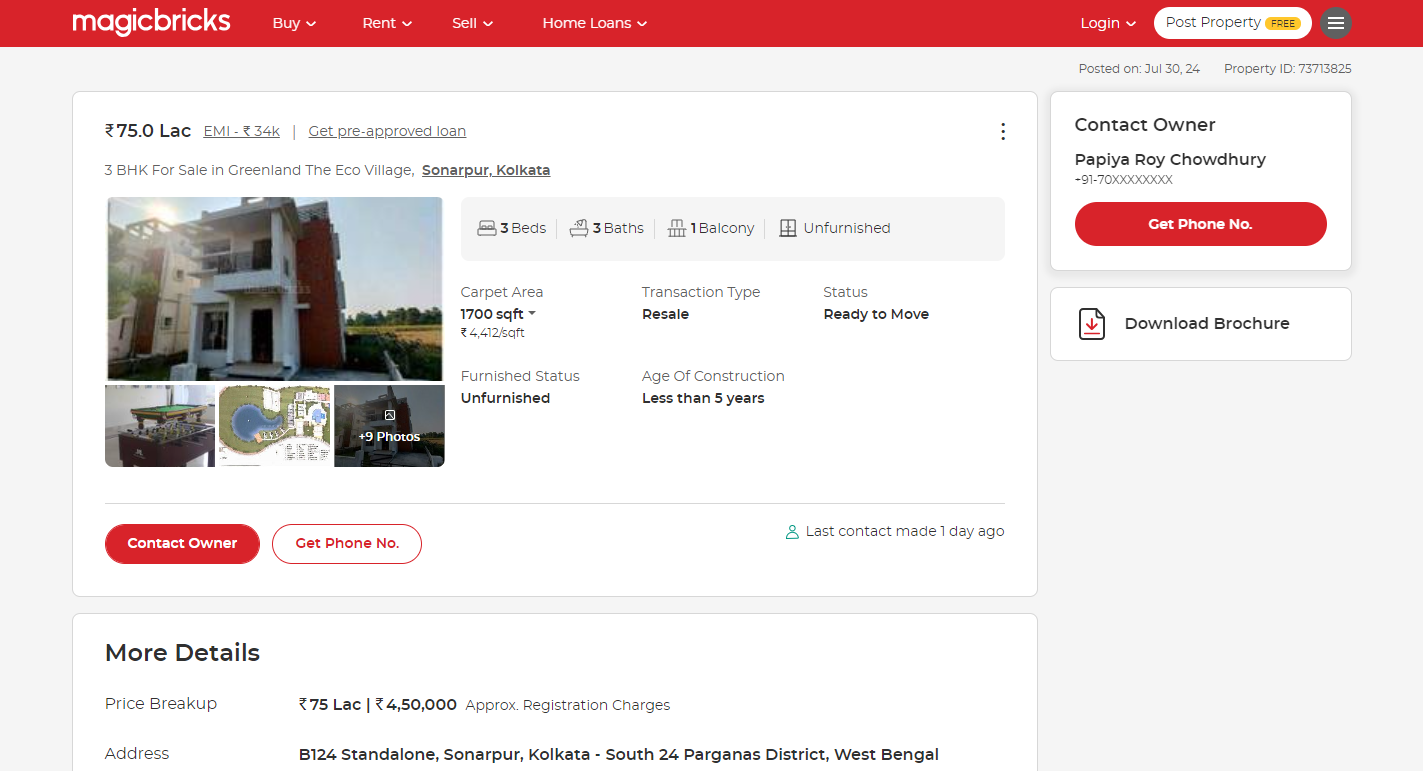 magicbricks
Buy
Rent
Sell
Home Loans
Login
Post Property FREE
Posted on: Jul 30, 24 Property ID: 73713825
₹75.0 Lac EMI - ₹ 34k | Get pre-approved loan
3 BHK For Sale in Greenland The Eco Village, Sonarpur, Kolkata
3 Beds 3 Baths 1 Balcony Unfurnished
Carpet Area Transaction Type Status
1700 sqft Resale Ready to Move
₹ 4,412/sqft
Furnished Status Age Of Construction
Unfurnished Less than 5 years
+9 Photos
Contact Owner Get Phone No. Last contact made 1 day ago
Contact Owner
Papiya Roy Chowdhury
+91-70XXXXXXXX
Get Phone No.
Download Brochure
More Details
Price Breakup ₹75 Lac | ₹4,50,000 Approx. Registration Charges
Address B124 Standalone, Sonarpur, Kolkata - South 24 Parganas District, West Bengal